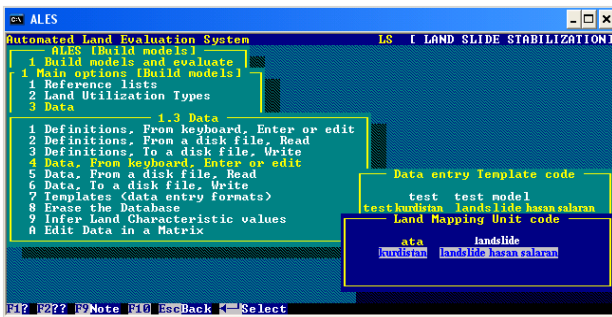 ALES
Automated Land Evaluation System LS [ LAND SLIDE STABILIZATION]
ALES [Build models]
1 Build models and evaluate
1 Main options [Build models]
1 Reference lists
2 Land Utilization Types
3 Data
1.3 Data
1 Definitions, From keyboard, Enter or edit
2 Definitions, From a disk file, Read
3 Definitions, To a disk file, Write
4 Data, From keyboard, Enter or edit
5 Data, From a disk file, Read
6 Data, To a disk file, Write
7 Templates (data entry formats)
8 Erase the Database
9 Infer Land Characteristic values
A Edit Data in a Matrix
Data entry Template code
test test model
test kurdistan landslide hasan salaran
Land Mapping Unit code
ata landslide
kurdistan landslide hasan salaran
F1? F2?? F9Note F10 EscBack ◄—Select